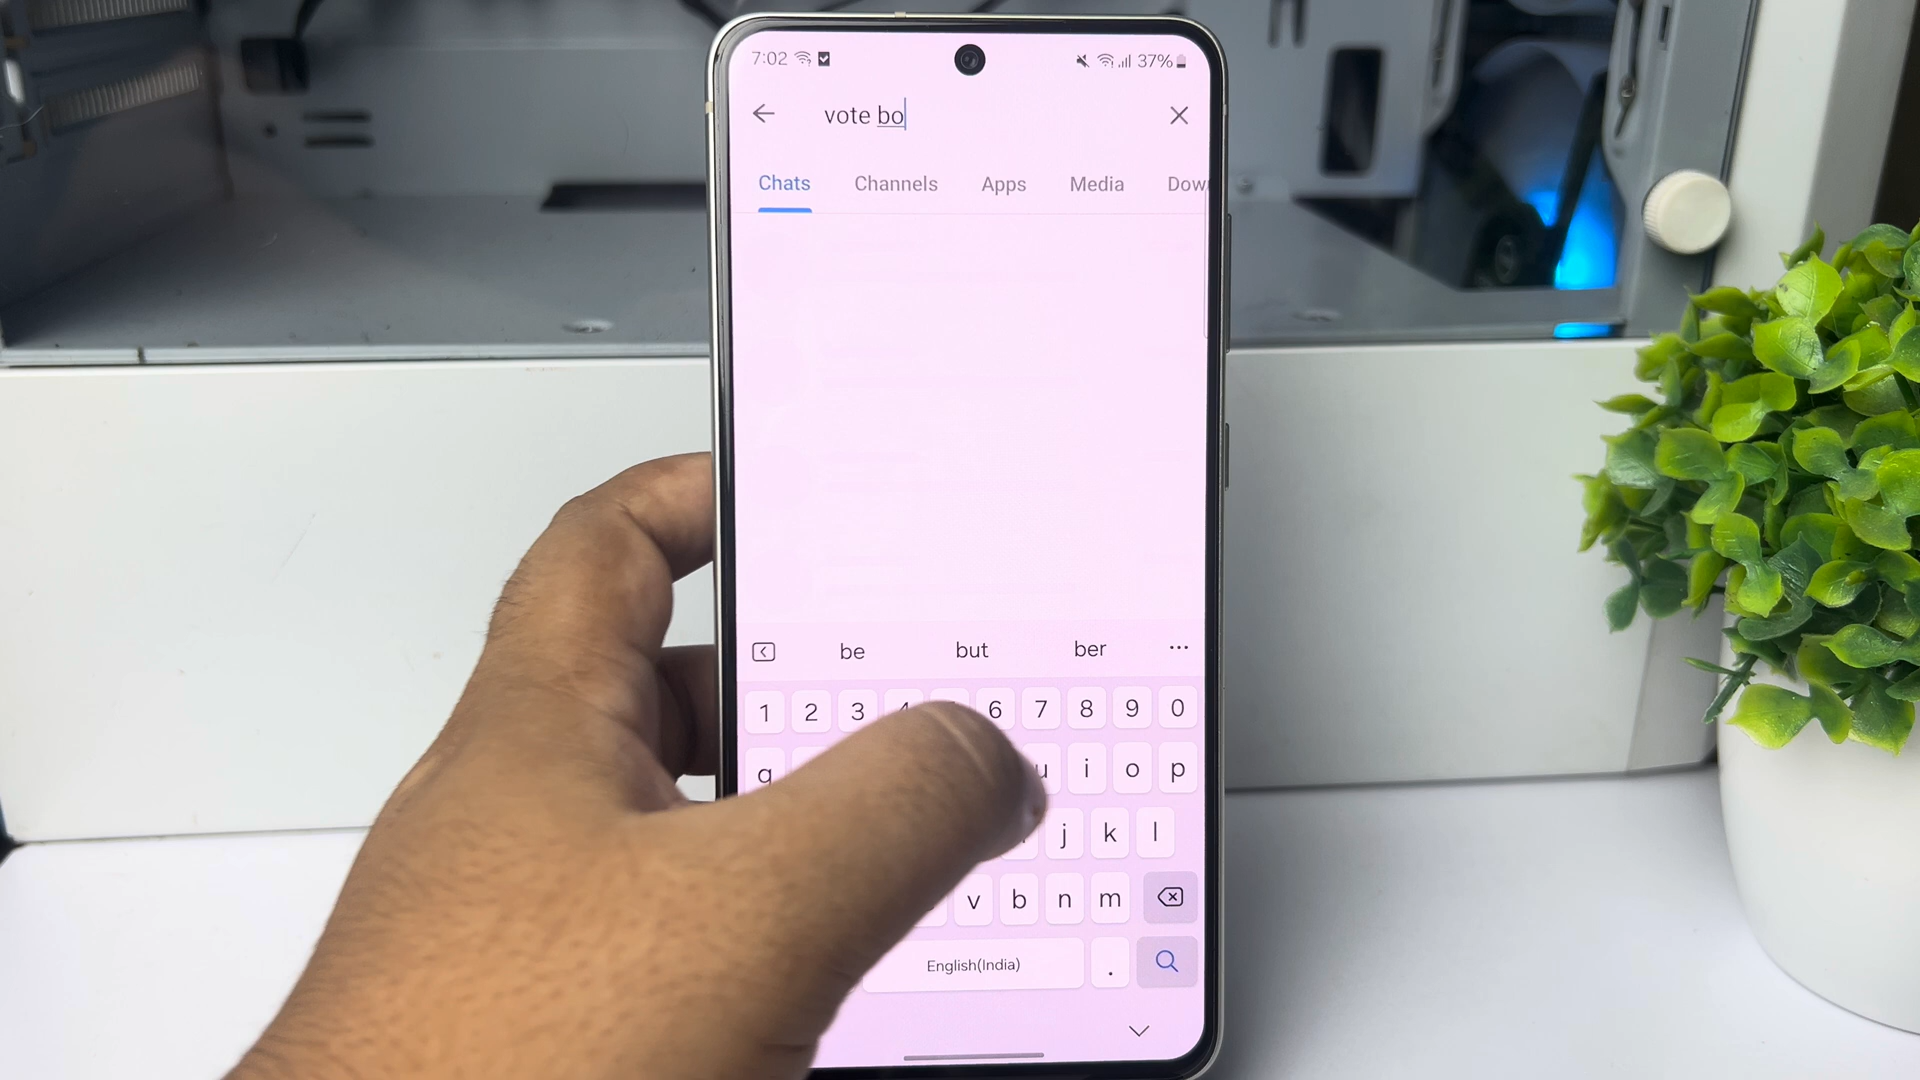 7:02 37%
vote bo
Chats Channels Apps Media Dow
be but ber ...
1 2 3 4 6 7 8 9 0
q u i o p
j k l
v b n m
English(India) .